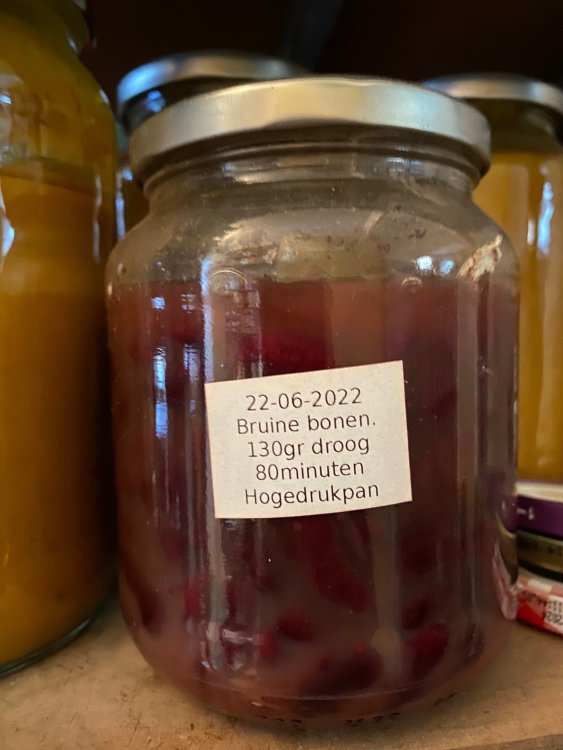 22-06-2022
Bruine bonen.
130gr droog
80minuten
Hogedrukpan